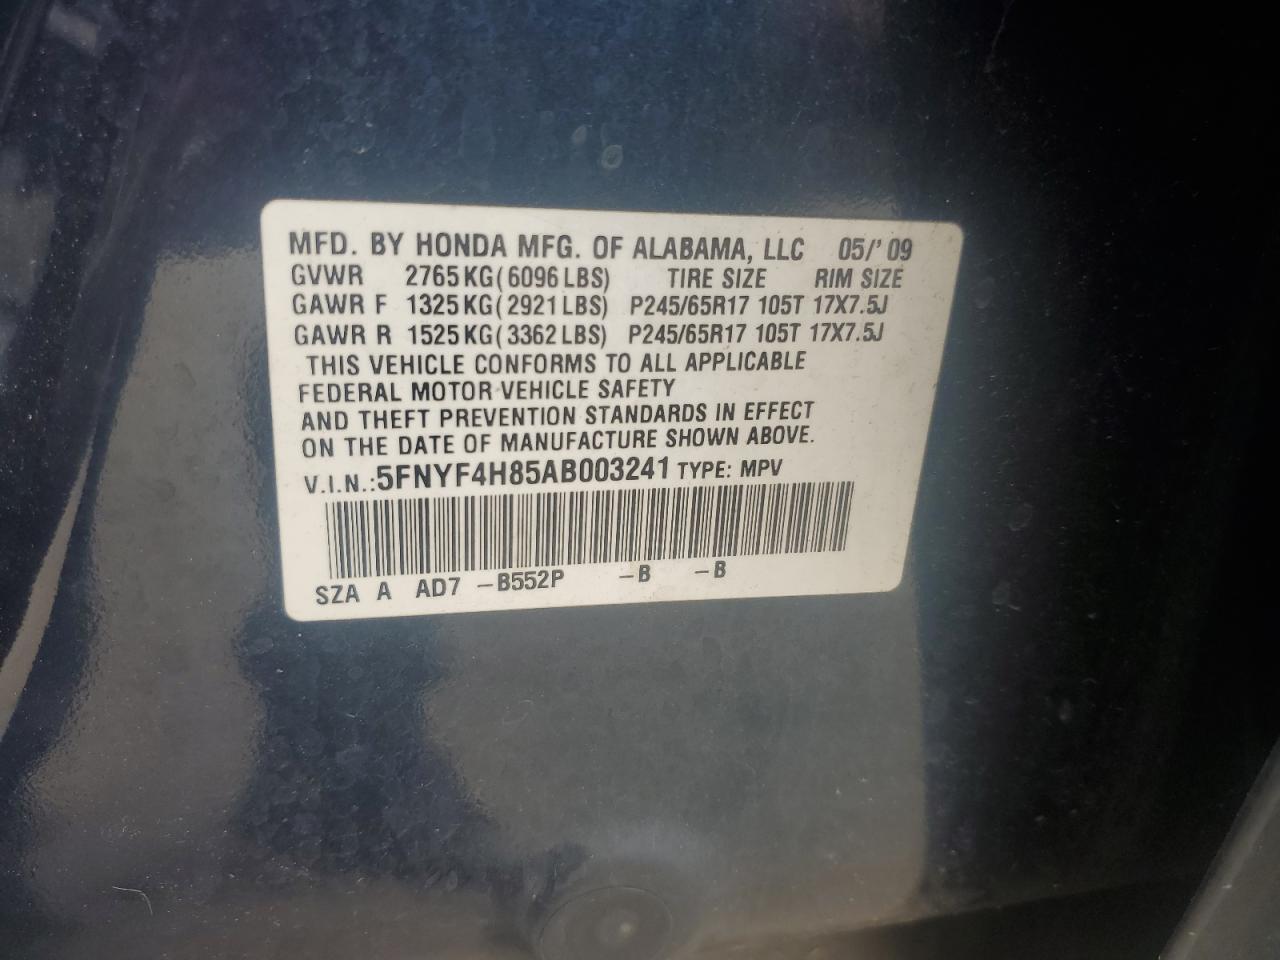 MFD. BY HONDA MFG. OF ALABAMA, LLC 05/'09
GVWR 2765KG(6096LBS) TIRE SIZE RIM SIZE
GAWR F 1325KG(2921LBS) P245/65R17 105T 17X7.5J
GAWR R 1525KG(3362LBS) P245/65R17 105T 17X7.5J
THIS VEHICLE CONFORMS TO ALL APPLICABLE
FEDERAL MOTOR VEHICLE SAFETY
AND THEFT PREVENTION STANDARDS IN EFFECT
ON THE DATE OF MANUFACTURE SHOWN ABOVE.
V.I.N.:5FNYF4H85AB003241 TYPE: MPV
SZA A AD7 -B552P -B -B